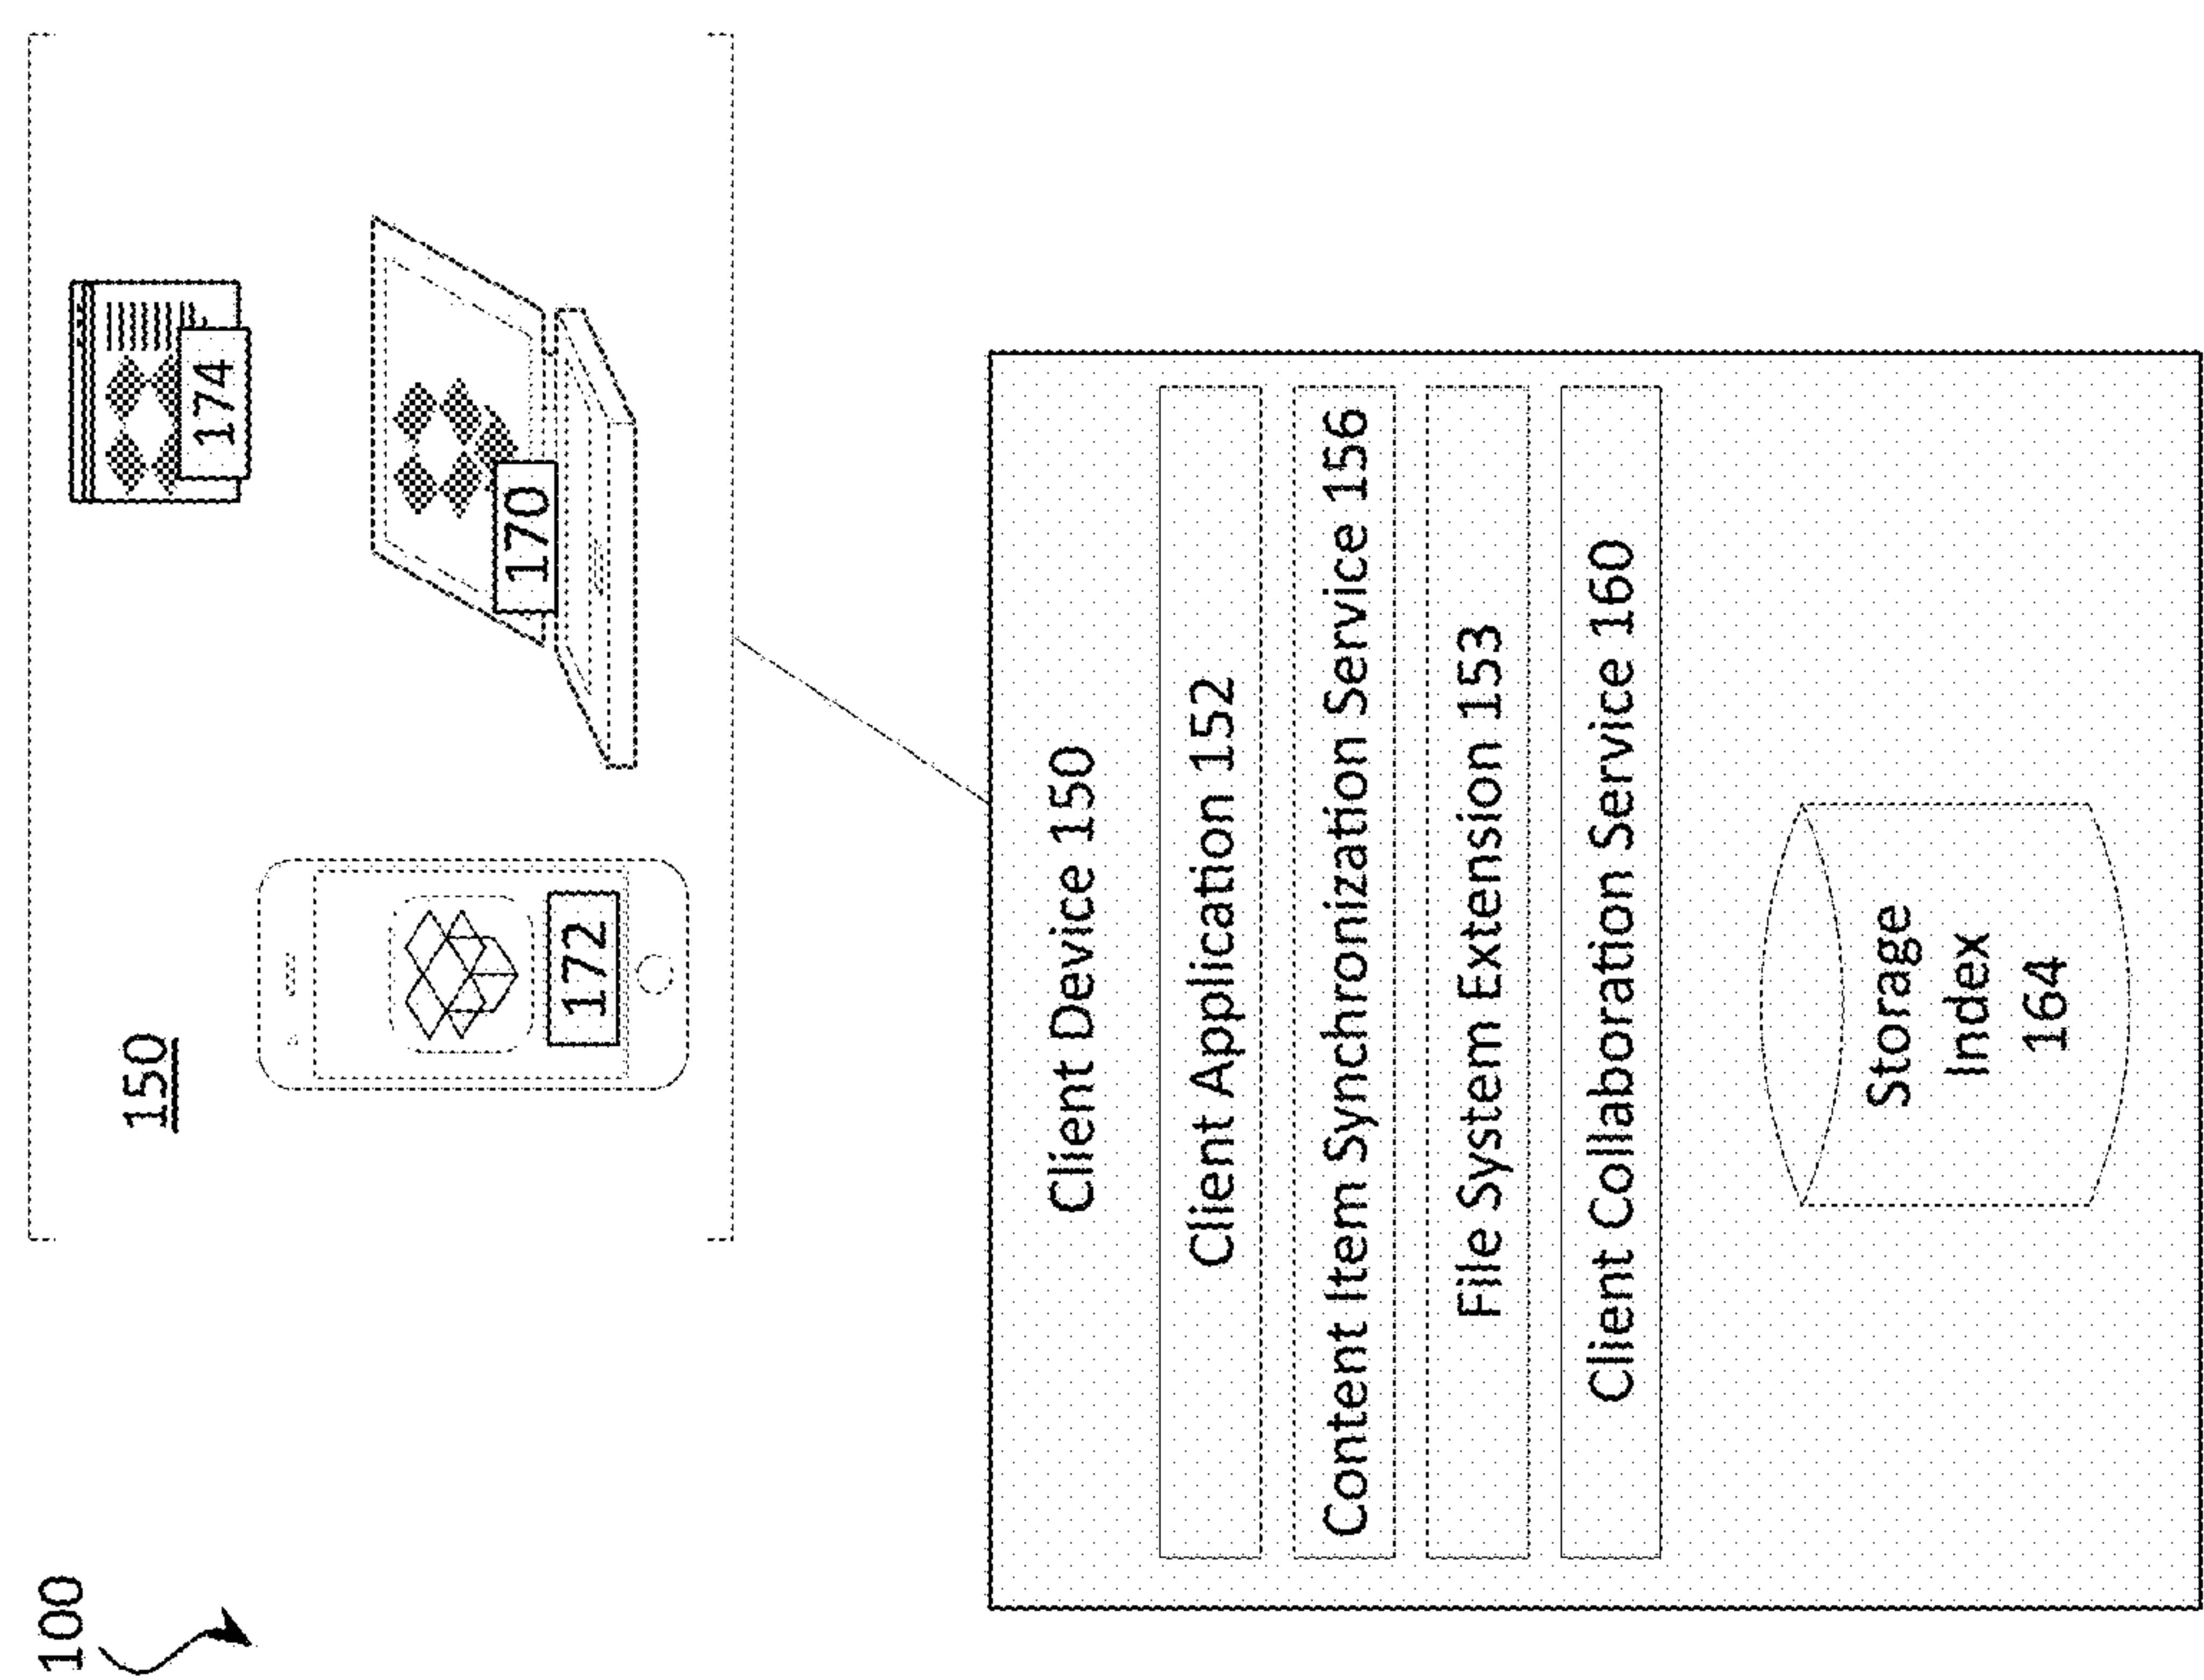 100
150
172
170
174
Client Device 150
Client Application 152
Content Item Synchronization Service 156
File System Extension 153
Client Collaboration Service 160
Storage
Index
164